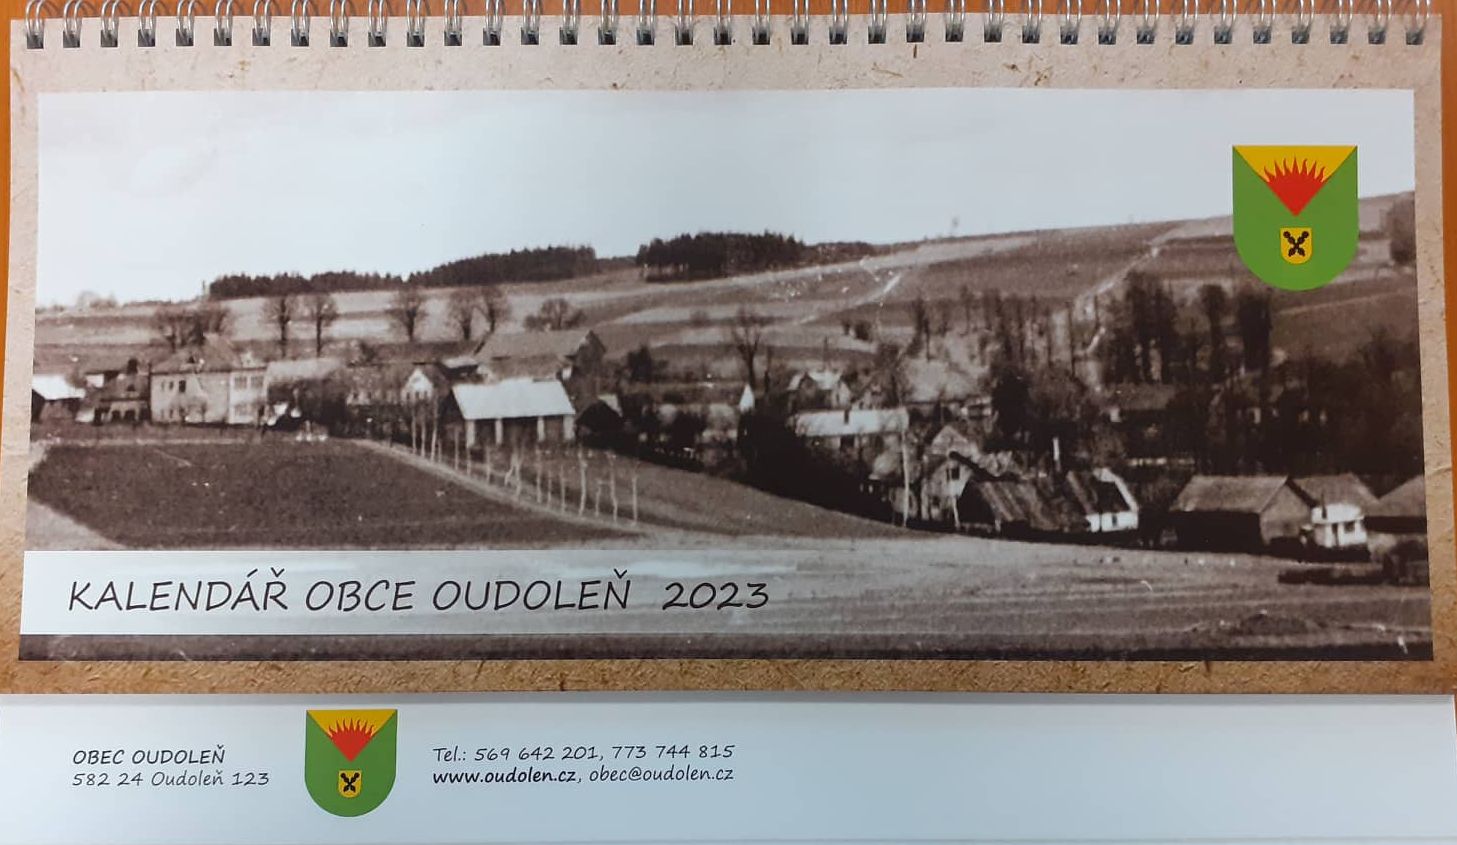 KALENDÁŘ OBCE OUDOLEŇ 2023
OBEC OUDOLEŇ
582 24 Oudoleň 123
Tel.: 569 642 201, 773 744 815
www.oudolen.cz, obec@oudolen.cz